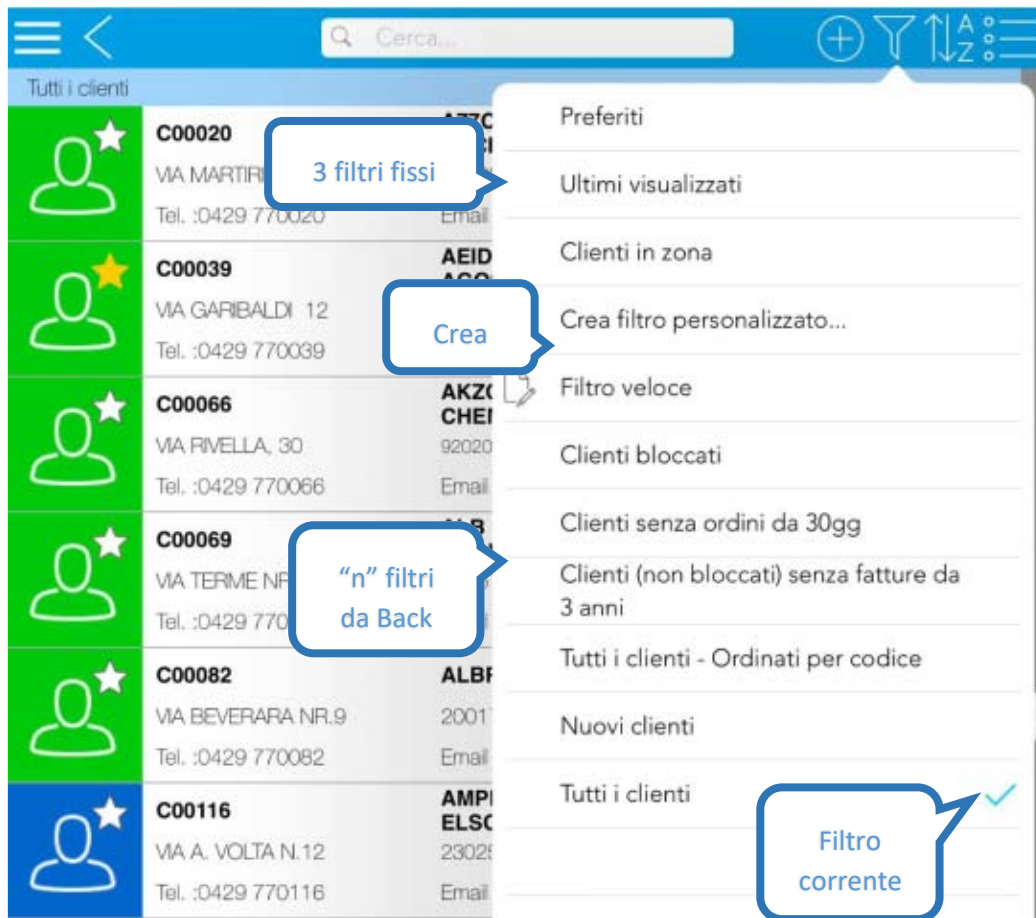 Cerca...
A
Z
Tutti i clienti
C00020
VIA MARTIRI
Tel. :0429 770020
Email
C00039
AEID
VIA GARIBALDI 12
Tel. :0429 770039
C00066
AKZO
CHEM
VIA RIVELLA, 30
92020
Tel. :0429 770066
Email
C00069
VIA TERME NR
Tel. :0429 770
C00082
ALBR
VIA BEVERARA NR.9
20017
Tel. :0429 770082
Email
C00116
AMPI
ELSO
VIA A. VOLTA N.12
23025
Tel. :0429 770116
Email
3 filtri fissi
Crea
"n" filtri
da Back
Preferiti
Ultimi visualizzati
Clienti in zona
Crea filtro personalizzato...
Filtro veloce
Clienti bloccati
Clienti senza ordini da 30gg
Clienti (non bloccati) senza fatture da
3 anni
Tutti i clienti - Ordinati per codice
Nuovi clienti
Tutti i clienti
Filtro
corrente